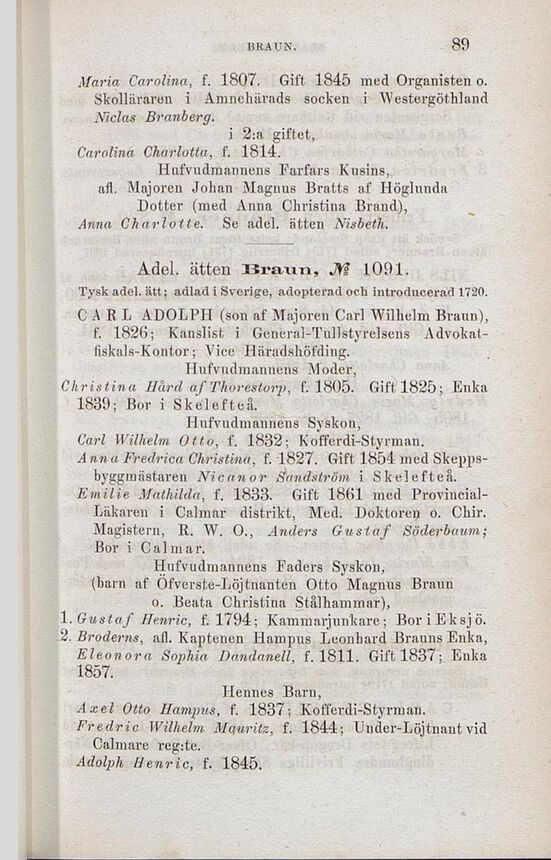 BRAUN. 89
Maria Carolina, f. 1807. Gift 1845 med Organisten o.
Skolläraren i Amnehärads socken i Westergöthland
Niclas Branberg.
i 2:a giftet,
Carolina Charlotta, f. 1814.
Hufvudmannens Farfars Kusins,
afl. Majoren Johan Magnus Bratts af Höglunda
Dotter (med Anna Christina Brand),
Anna Charlotte. Se adel. ätten Nisbeth.
Adel. ätten Braun, № 1091.
Tysk adel. ätt; adlad i Sverige, adopterad och introducerad 1720.
CARL ADOLPH (son af Majoren Carl Wilhelm Braun),
f. 1826; Kanslist i General-Tullstyrelsens Advokat-
fiskals-Kontor; Vice Häradshöfding.
Hufvudmannens Moder,
Christina Hård af Thorestorp, f. 1805. Gift 1825; Enka
1839; Bor i Skelefteå.
Hufvudmannens Syskon,
Carl Wilhelm Otto, f. 1832; Kofferdi-Styrman.
Anna Fredrica Christina, f. 1827. Gift 1854 med Skepps-
byggmästaren Nicanor Sandström i Skelefteå.
Emilie Mathilda, f. 1833. Gift 1861 med Provincial-
Läkaren i Calmar distrikt, Med. Doktoren o. Chir.
Magistern, R. W. O., Anders Gustaf Söderbaum;
Bor i Calmar.
Hufvudmannens Faders Syskon,
(barn af Öfverste-Löjtnanten Otto Magnus Braun
o. Beata Christina Stålhammar),
1. Gustaf Henric, f. 1794; Kammarjunkare; Bor i Eksjö.
2. Broderns, afl. Kaptenen Hampus Leonhard Brauns Enka,
Eleonora Sophia Dandanell, f. 1811. Gift 1837; Enka
1857.
Hennes Barn,
Axel Otto Hampus, f. 1837; Kofferdi-Styrman.
Fredric Wilhelm Mauritz, f. 1844; Under-Löjtnant vid
Calmare reg:te.
Adolph Henric, f. 1845.